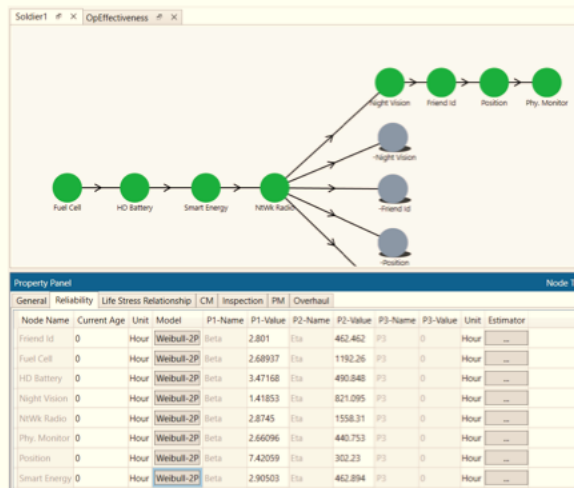 Soldier1 OpEffectiveness
Night Vision Friend Id Position Phy. Monitor
-Night Vision
Fuel Cell HD Battery Smart Energy NtWk Radio -Friend Id
-Position
Property Panel Node T
General Reliability Life Stress Relationship CM Inspection PM Overhaul
Node Name Current Age Unit Model P1-Name P1-Value P2-Name P2-Value P3-Name P3-Value Unit Estimator
Friend Id 0 Hour Weibull-2P Beta 2.801 Eta 462.462 P3 0 Hour ...
Fuel Cell 0 Hour Weibull-2P Beta 2.68937 Eta 1192.26 P3 0 Hour ...
HD Battery 0 Hour Weibull-2P Beta 3.47168 Eta 490.848 P3 0 Hour ...
Night Vision 0 Hour Weibull-2P Beta 1.41853 Eta 821.095 P3 0 Hour ...
NtWk Radio 0 Hour Weibull-2P Beta 2.8745 Eta 1558.31 P3 0 Hour ...
Phy. Monitor 0 Hour Weibull-2P Beta 2.66096 Eta 440.753 P3 0 Hour ...
Position 0 Hour Weibull-2P Beta 7.42059 Eta 302.23 P3 0 Hour ...
Smart Energy 0 Hour Weibull-2P Beta 2.90503 Eta 462.894 P3 0 Hour ...